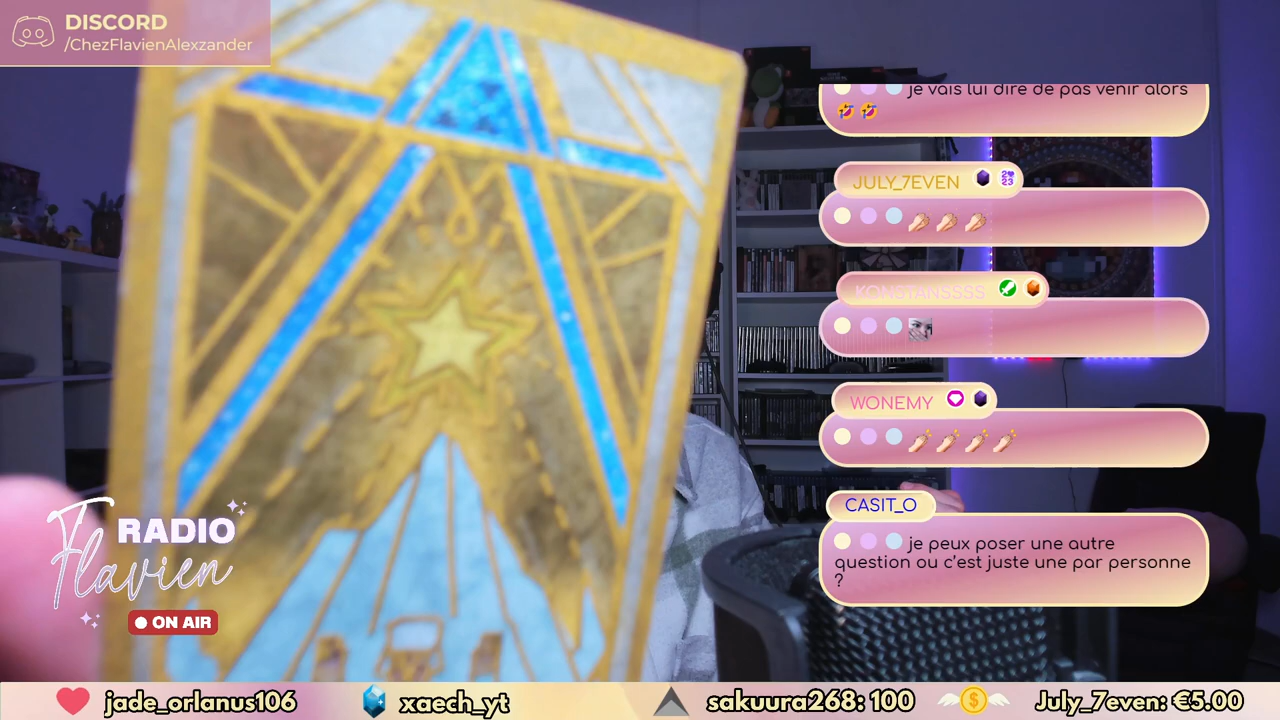 DISCORD
/ChezFlavienAlexzander
je vais lui dire de pas venir alors
🤣 🤣
JULY_7EVEN
KONSTANSSSS
WONEMY
CASIT_O
je peux poser une autre
question ou c'est juste une par personne
?
RADIO
Flavien
ON AIR
jade_orlanus106
xaech_yt
sakuura268: 100
July_7even: €5.00